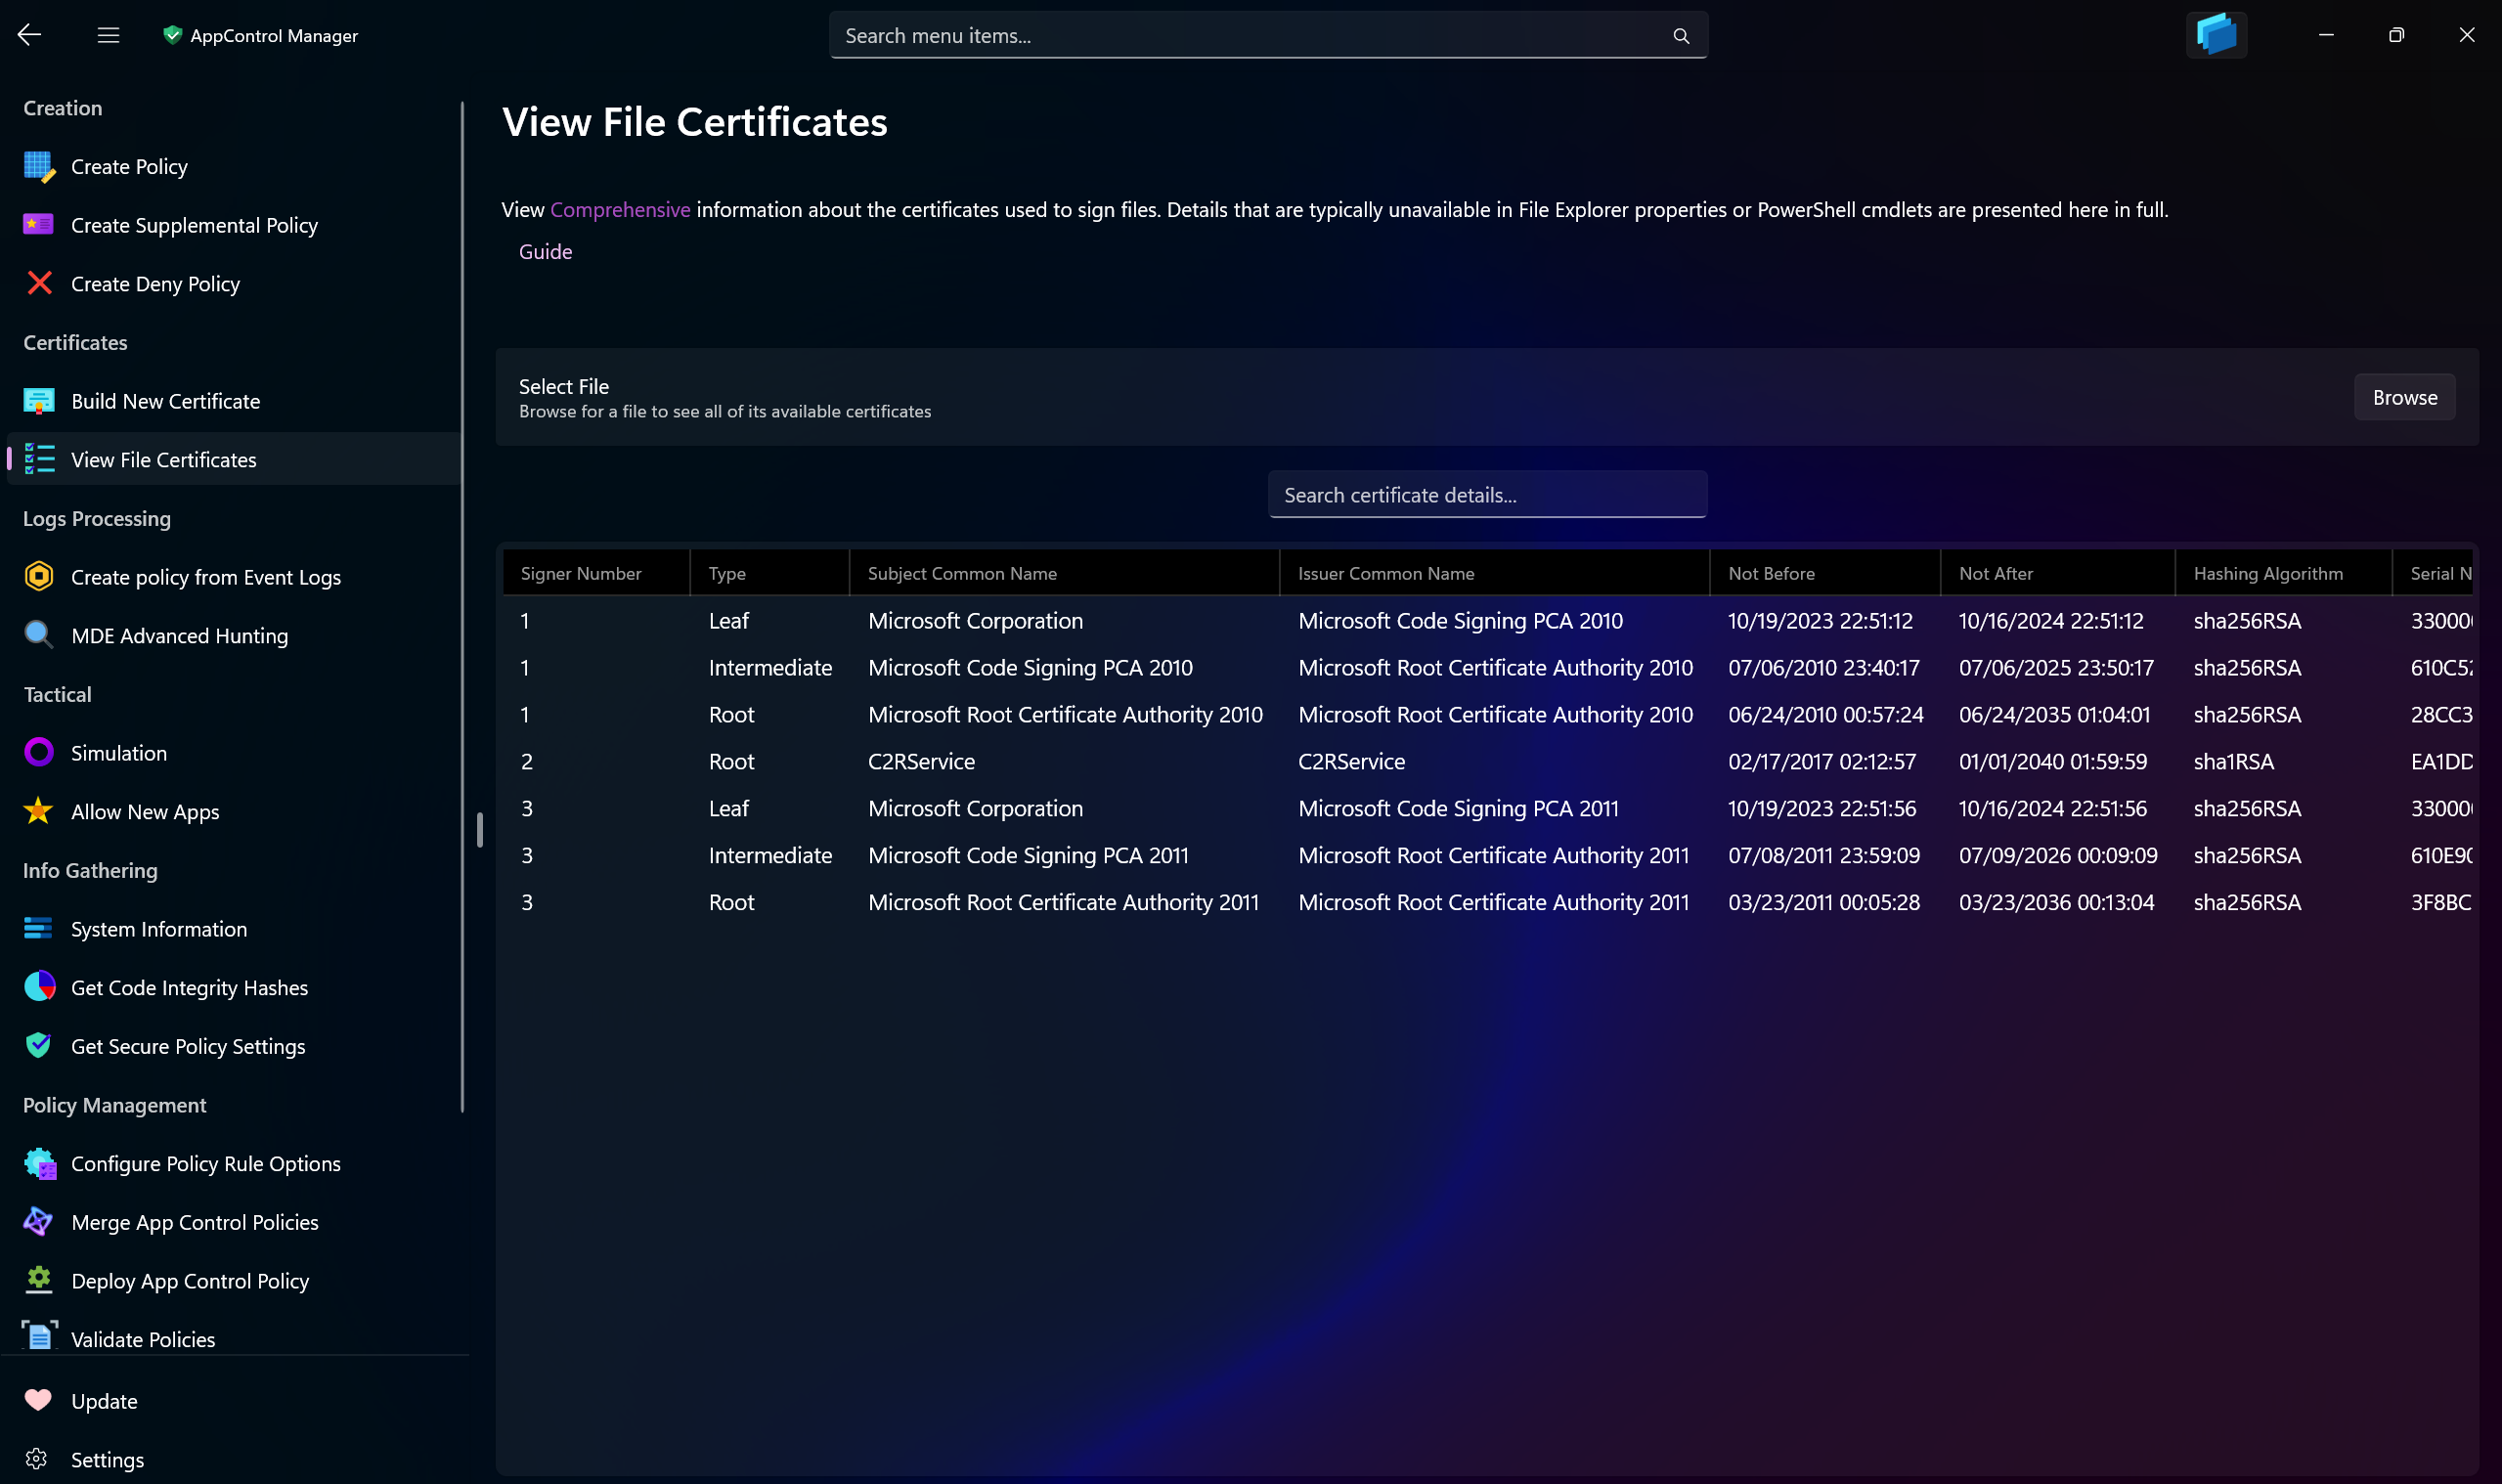 AppControl Manager
Search menu items...
Creation
Create Policy
Create Supplemental Policy
Create Deny Policy
Certificates
Build New Certificate
View File Certificates
Logs Processing
Create policy from Event Logs
MDE Advanced Hunting
Tactical
Simulation
Allow New Apps
Info Gathering
System Information
Get Code Integrity Hashes
Get Secure Policy Settings
Policy Management
Configure Policy Rule Options
Merge App Control Policies
Deploy App Control Policy
Validate Policies
Update
Settings
View File Certificates
View Comprehensive information about the certificates used to sign files. Details that are typically unavailable in File Explorer properties or PowerShell cmdlets are presented here in full.
Guide
Select File
Browse for a file to see all of its available certificates
Browse
Search certificate details...
Signer Number Type Subject Common Name Issuer Common Name Not Before Not After Hashing Algorithm Serial N
1 Leaf Microsoft Corporation Microsoft Code Signing PCA 2010 10/19/2023 22:51:12 10/16/2024 22:51:12 sha256RSA 33000
1 Intermediate Microsoft Code Signing PCA 2010 Microsoft Root Certificate Authority 2010 07/06/2010 23:40:17 07/06/2025 23:50:17 sha256RSA 610C52
1 Root Microsoft Root Certificate Authority 2010 Microsoft Root Certificate Authority 2010 06/24/2010 00:57:24 06/24/2035 01:04:01 sha256RSA 28CC3
2 Root C2RService C2RService 02/17/2017 02:12:57 01/01/2040 01:59:59 sha1RSA EA1DD
3 Leaf Microsoft Corporation Microsoft Code Signing PCA 2011 10/19/2023 22:51:56 10/16/2024 22:51:56 sha256RSA 33000
3 Intermediate Microsoft Code Signing PCA 2011 Microsoft Root Certificate Authority 2011 07/08/2011 23:59:09 07/09/2026 00:09:09 sha256RSA 610E90
3 Root Microsoft Root Certificate Authority 2011 Microsoft Root Certificate Authority 2011 03/23/2011 00:05:28 03/23/2036 00:13:04 sha256RSA 3F8BC